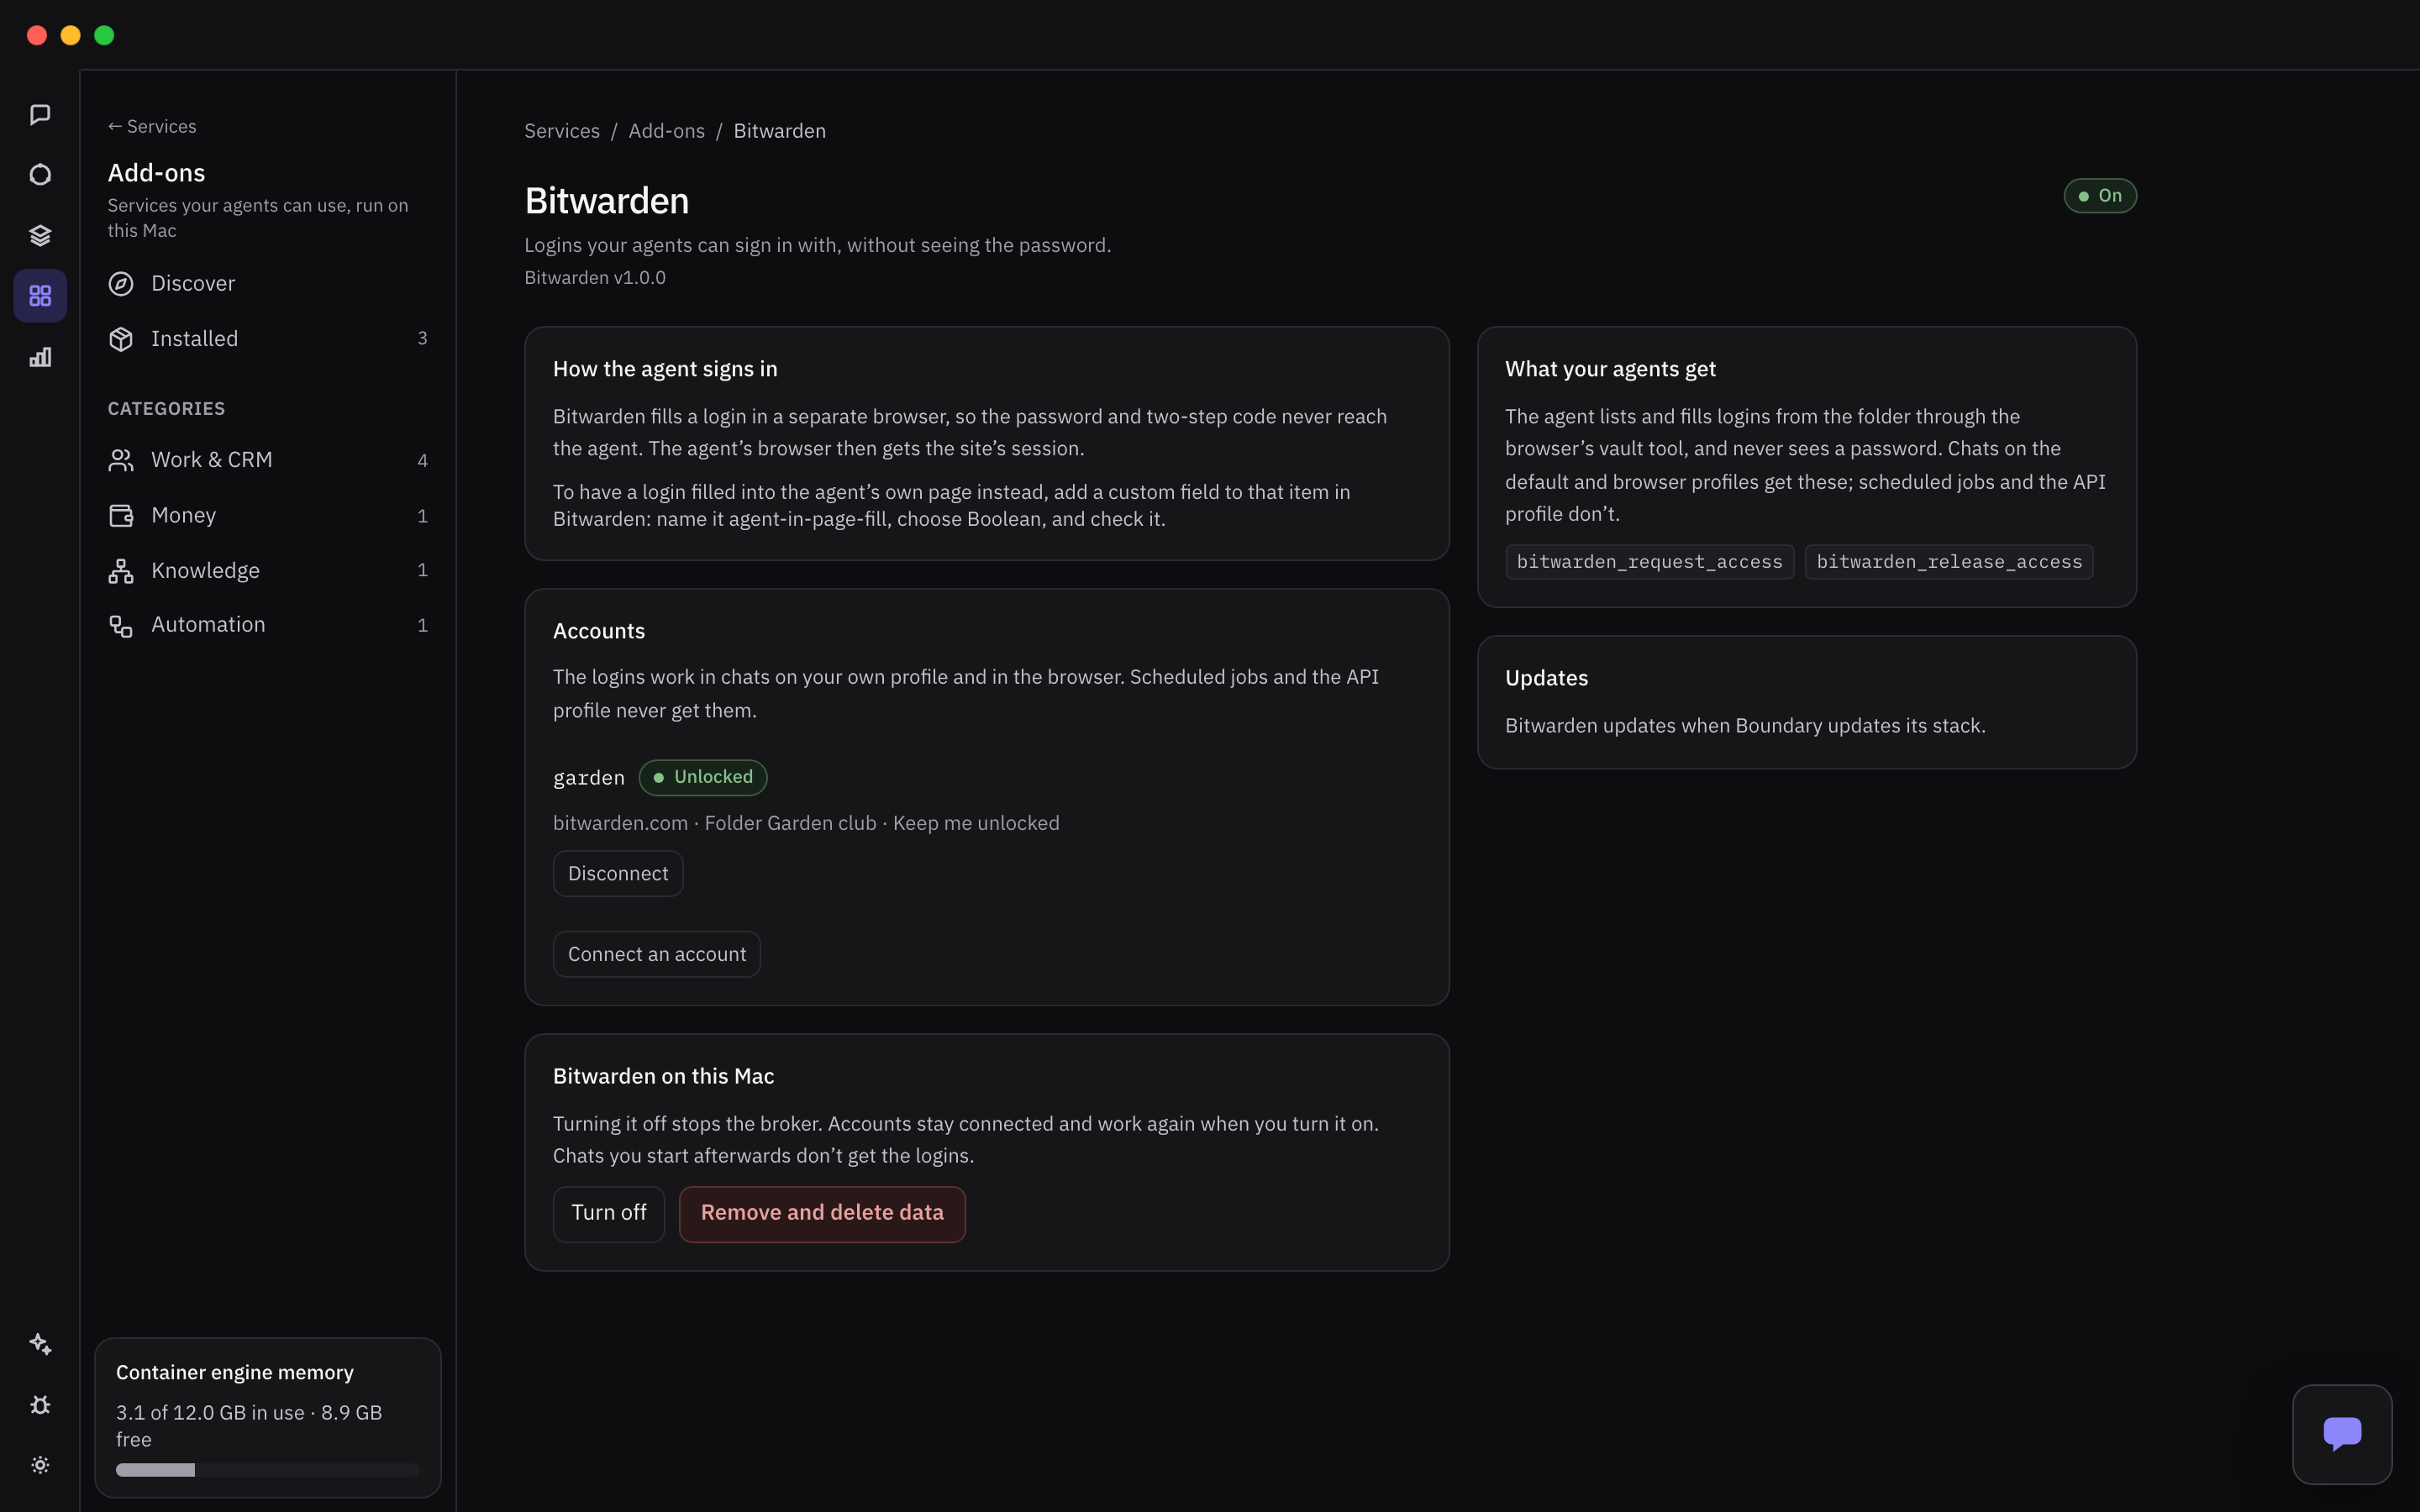 ← Services
Add-ons
Services your agents can use, run on
this Mac
Discover
Installed 3
CATEGORIES
Work & CRM 4
Money 1
Knowledge 1
Automation 1
Container engine memory
3.1 of 12.0 GB in use · 8.9 GB
free
Services / Add-ons / Bitwarden
Bitwarden
On
Logins your agents can sign in with, without seeing the password.
Bitwarden v1.0.0
How the agent signs in
Bitwarden fills a login in a separate browser, so the password and two-step code never reach
the agent. The agent’s browser then gets the site’s session.
To have a login filled into the agent’s own page instead, add a custom field to that item in
Bitwarden: name it agent-in-page-fill, choose Boolean, and check it.
Accounts
The logins work in chats on your own profile and in the browser. Scheduled jobs and the API
profile never get them.
garden Unlocked
bitwarden.com · Folder Garden club · Keep me unlocked
Disconnect
Connect an account
Bitwarden on this Mac
Turning it off stops the broker. Accounts stay connected and work again when you turn it on.
Chats you start afterwards don’t get the logins.
Turn off Remove and delete data
What your agents get
The agent lists and fills logins from the folder through the
browser’s vault tool, and never sees a password. Chats on the
default and browser profiles get these; scheduled jobs and the API
profile don’t.
bitwarden_request_access bitwarden_release_access
Updates
Bitwarden updates when Boundary updates its stack.